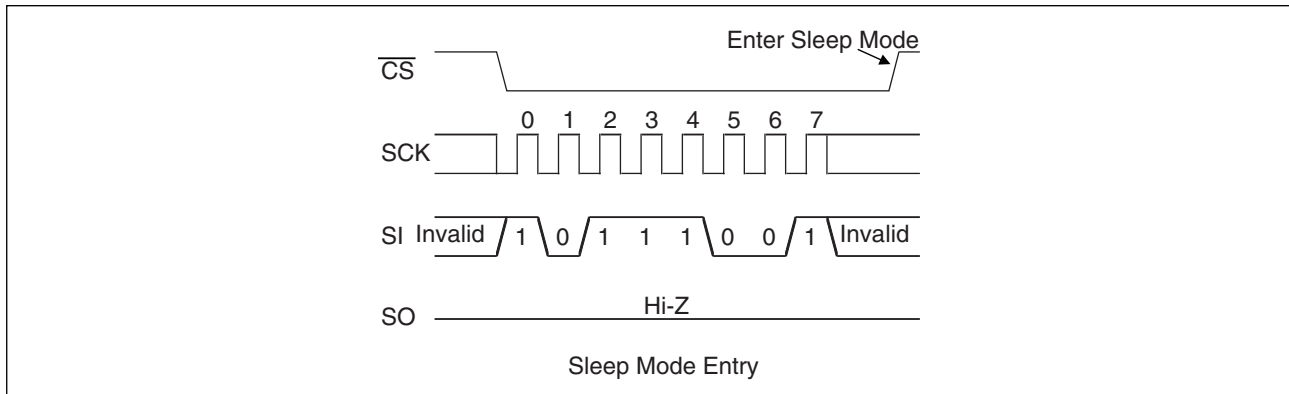 Enter Sleep Mode
CS
0 1 2 3 4 5 6 7
SCK
SI Invalid 1 0 1 1 1 0 0 1 Invalid
Hi-Z
SO
Sleep Mode Entry